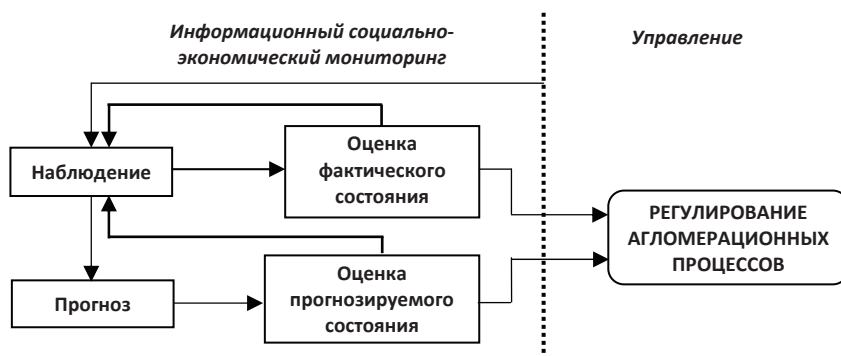 Информационный социально-
экономический мониторинг
Управление
Наблюдение
Оценка
фактического
состояния
РЕГУЛИРОВАНИЕ
АГЛОМЕРАЦИОННЫХ
ПРОЦЕССОВ
Прогноз
Оценка
прогнозируемого
состояния